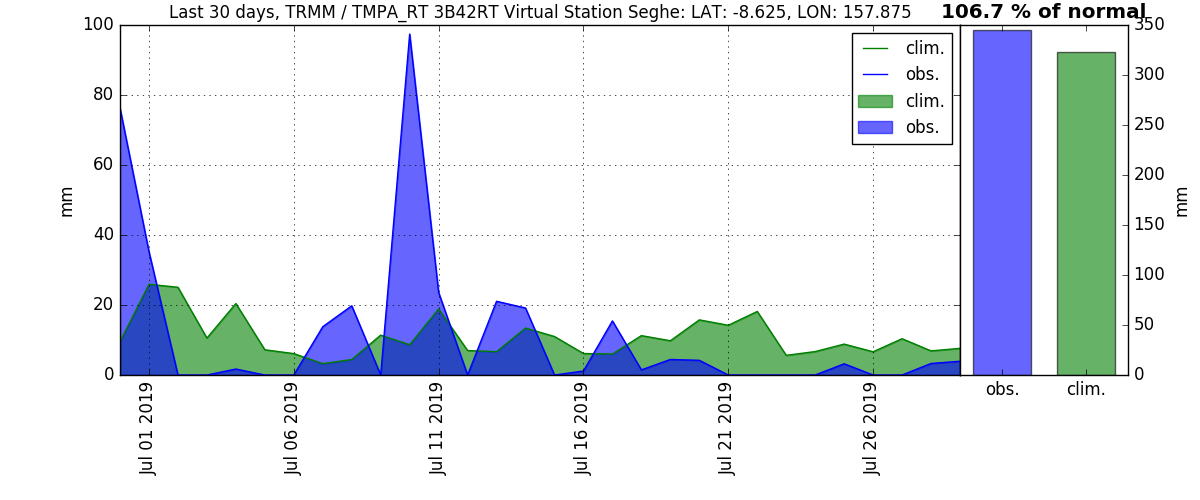 Last 30 days, TRMM / TMPA_RT 3B42RT Virtual Station Seghe: LAT: -8.625, LON: 157.875
106.7 % of normal
100
80
60
40
20
0
mm
clim.
obs.
clim.
obs.
Jul 01 2019
Jul 06 2019
Jul 11 2019
Jul 16 2019
Jul 21 2019
Jul 26 2019
350
300
250
200
150
100
50
0
mm
obs.
clim.